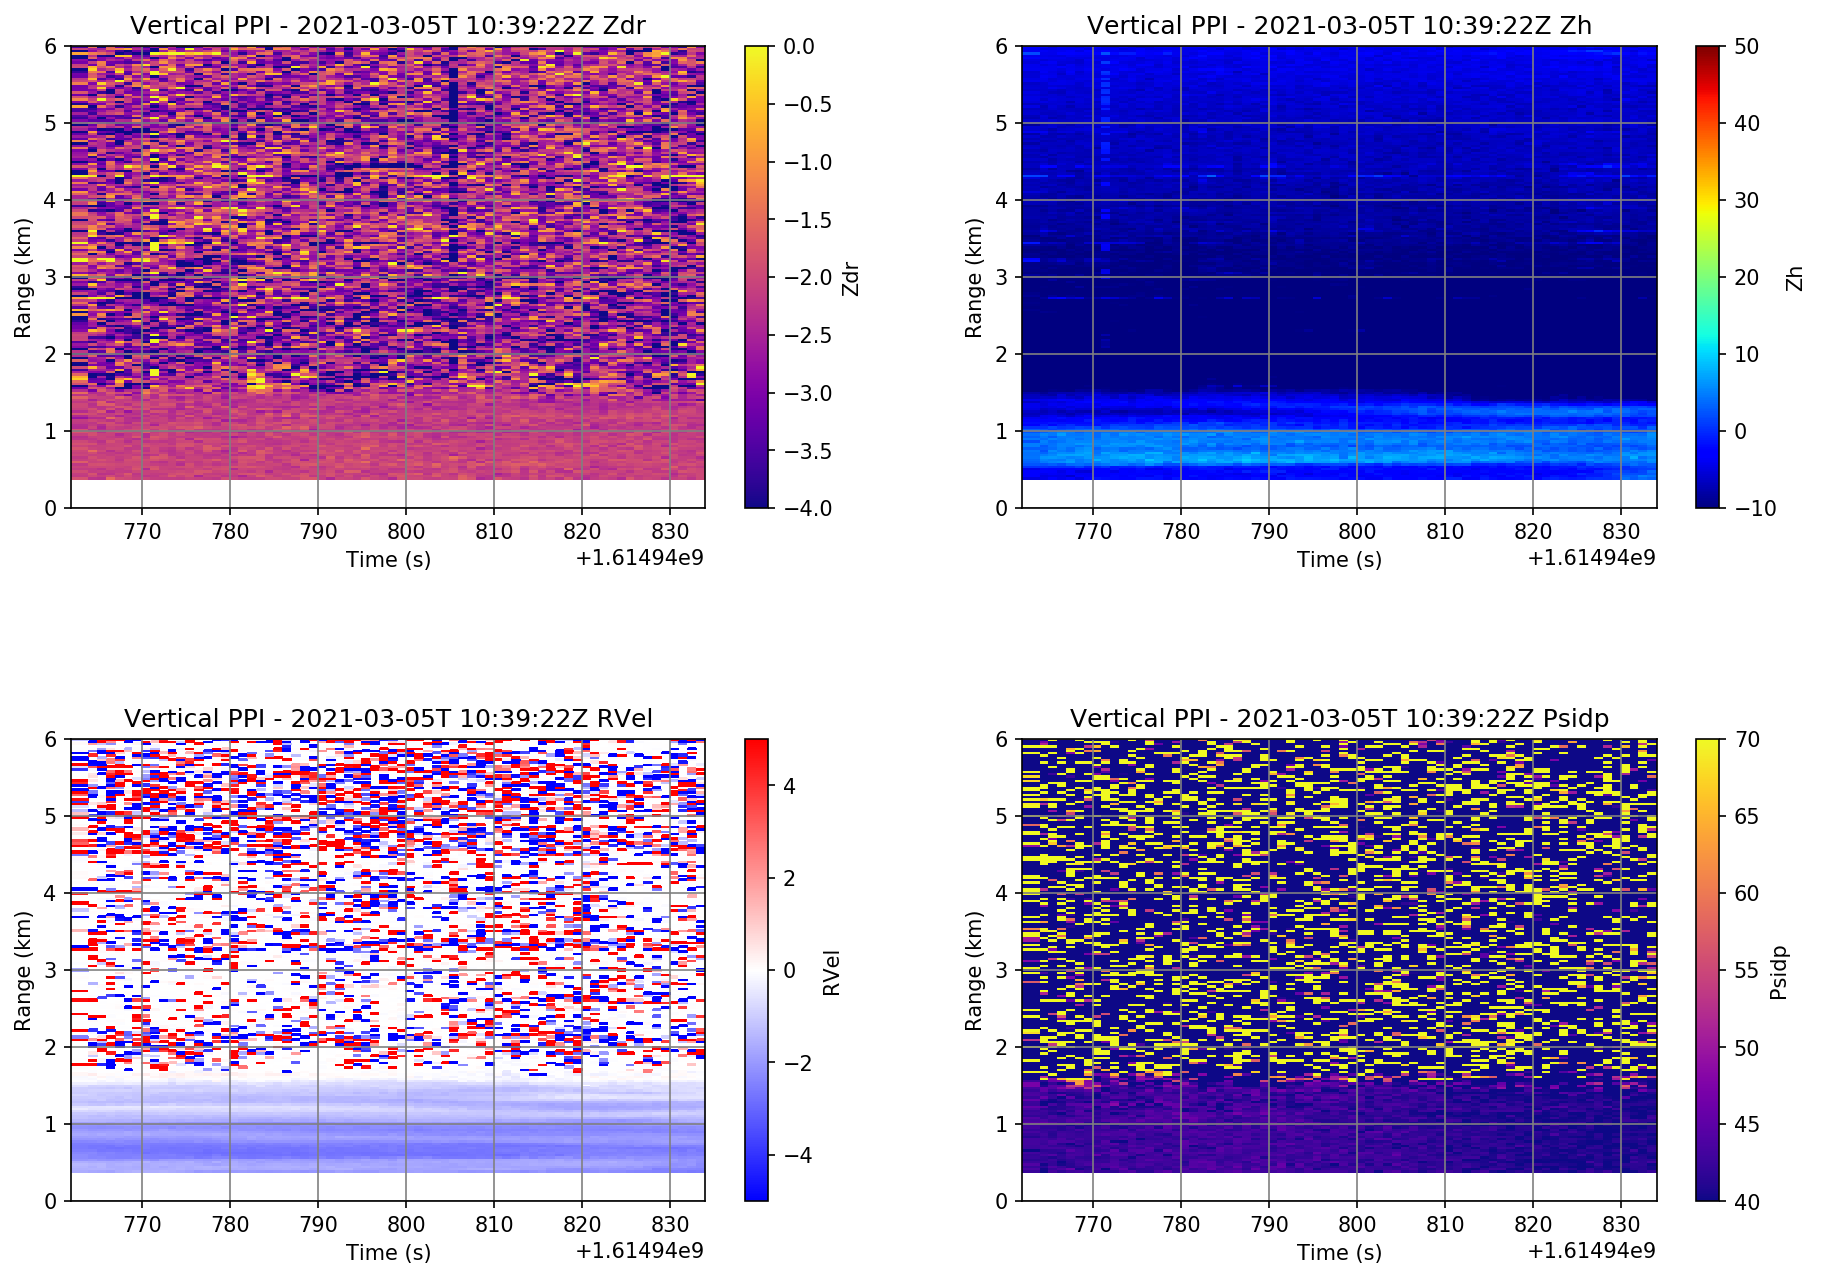 Vertical PPI - 2021-03-05T 10:39:22Z Zdr
6
5
4
3
2
1
0
Range (km)
770 780 790 800 810 820 830
Time (s)
+1.61494e9
0.0
−0.5
−1.0
−1.5
−2.0
−2.5
−3.0
−3.5
−4.0
Zdr
Vertical PPI - 2021-03-05T 10:39:22Z Zh
6
5
4
3
2
1
0
Range (km)
770 780 790 800 810 820 830
Time (s)
+1.61494e9
50
40
30
20
10
0
−10
Zh
Vertical PPI - 2021-03-05T 10:39:22Z RVel
6
5
4
3
2
1
0
Range (km)
770 780 790 800 810 820 830
Time (s)
+1.61494e9
4
2
0
−2
−4
RVel
Vertical PPI - 2021-03-05T 10:39:22Z Psidp
6
5
4
3
2
1
0
Range (km)
770 780 790 800 810 820 830
Time (s)
+1.61494e9
70
65
60
55
50
45
40
Psidp